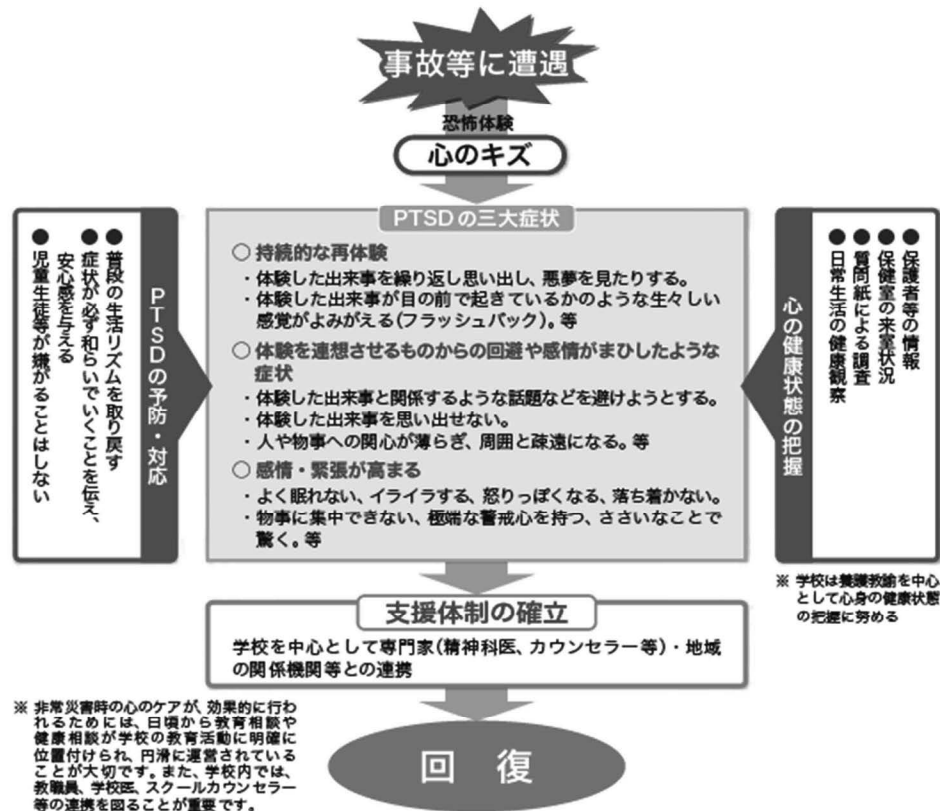 事故等に遭遇
恐怖体験
心のキズ
PTSDの三大症状
○ 持続的な再体験
・体験した出来事を繰り返し思い出し、悪夢を見たりする。
・体験した出来事が目の前で起きているかのような生々しい
感覚がよみがえる(フラッシュバック)。等
○ 体験を連想させるものからの回避や感情がまひしたような
症状
・体験した出来事と関係するような話題などを避けようとする。
・体験した出来事を思い出せない。
・人や物事への関心が薄らぎ、周囲と疎遠になる。等
○ 感情・緊張が高まる
・よく眠れない、イライラする、怒りっぽくなる、落ち着かない。
・物事に集中できない、極端な警戒心を持つ、ささいなことで
驚く。等
PTSDの予防・対応
● 普段の生活リズムを取り戻す
● 症状が必ず和らいでいくことを伝え、
安心感を与える
● 児童生徒等が嫌がることはしない
心の健康状態の把握
● 保護者等の情報
● 保健室の来室状況
● 質問紙による調査
● 日常生活の健康観察
※ 学校は養護教諭を中心
として心身の健康状態
の把握に努める
支援体制の確立
学校を中心として専門家(精神科医、カウンセラー等)・地域
の関係機関等との連携
※ 非常災害時の心のケアが、効果的に行わ
れるためには、日頃から教育相談や
健康相談が学校の教育活動に明確に
位置付けられ、円滑に運営されている
ことが大切です。また、学校内では、
教職員、学校医、スクールカウンセラー
等の連携を図ることが重要です。
回復